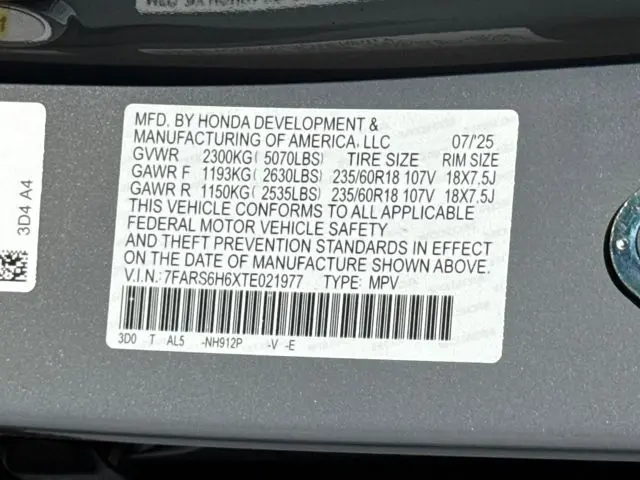 MFD. BY HONDA DEVELOPMENT &
MANUFACTURING OF AMERICA, LLC 07/'25
GVWR 2300KG( 5070LBS) TIRE SIZE RIM SIZE
GAWR F 1193KG( 2630LBS) 235/60R18 107V 18X7.5J
GAWR R 1150KG( 2535LBS) 235/60R18 107V 18X7.5J
THIS VEHICLE CONFORMS TO ALL APPLICABLE
FEDERAL MOTOR VEHICLE SAFETY
AND THEFT PREVENTION STANDARDS IN EFFECT
ON THE DATE OF MANUFACTURE SHOWN ABOVE.
V.I.N.:7FARS6H6XTE021977 TYPE: MPV
3D0 T AL5 -NH912P -V -E
3D4 A4